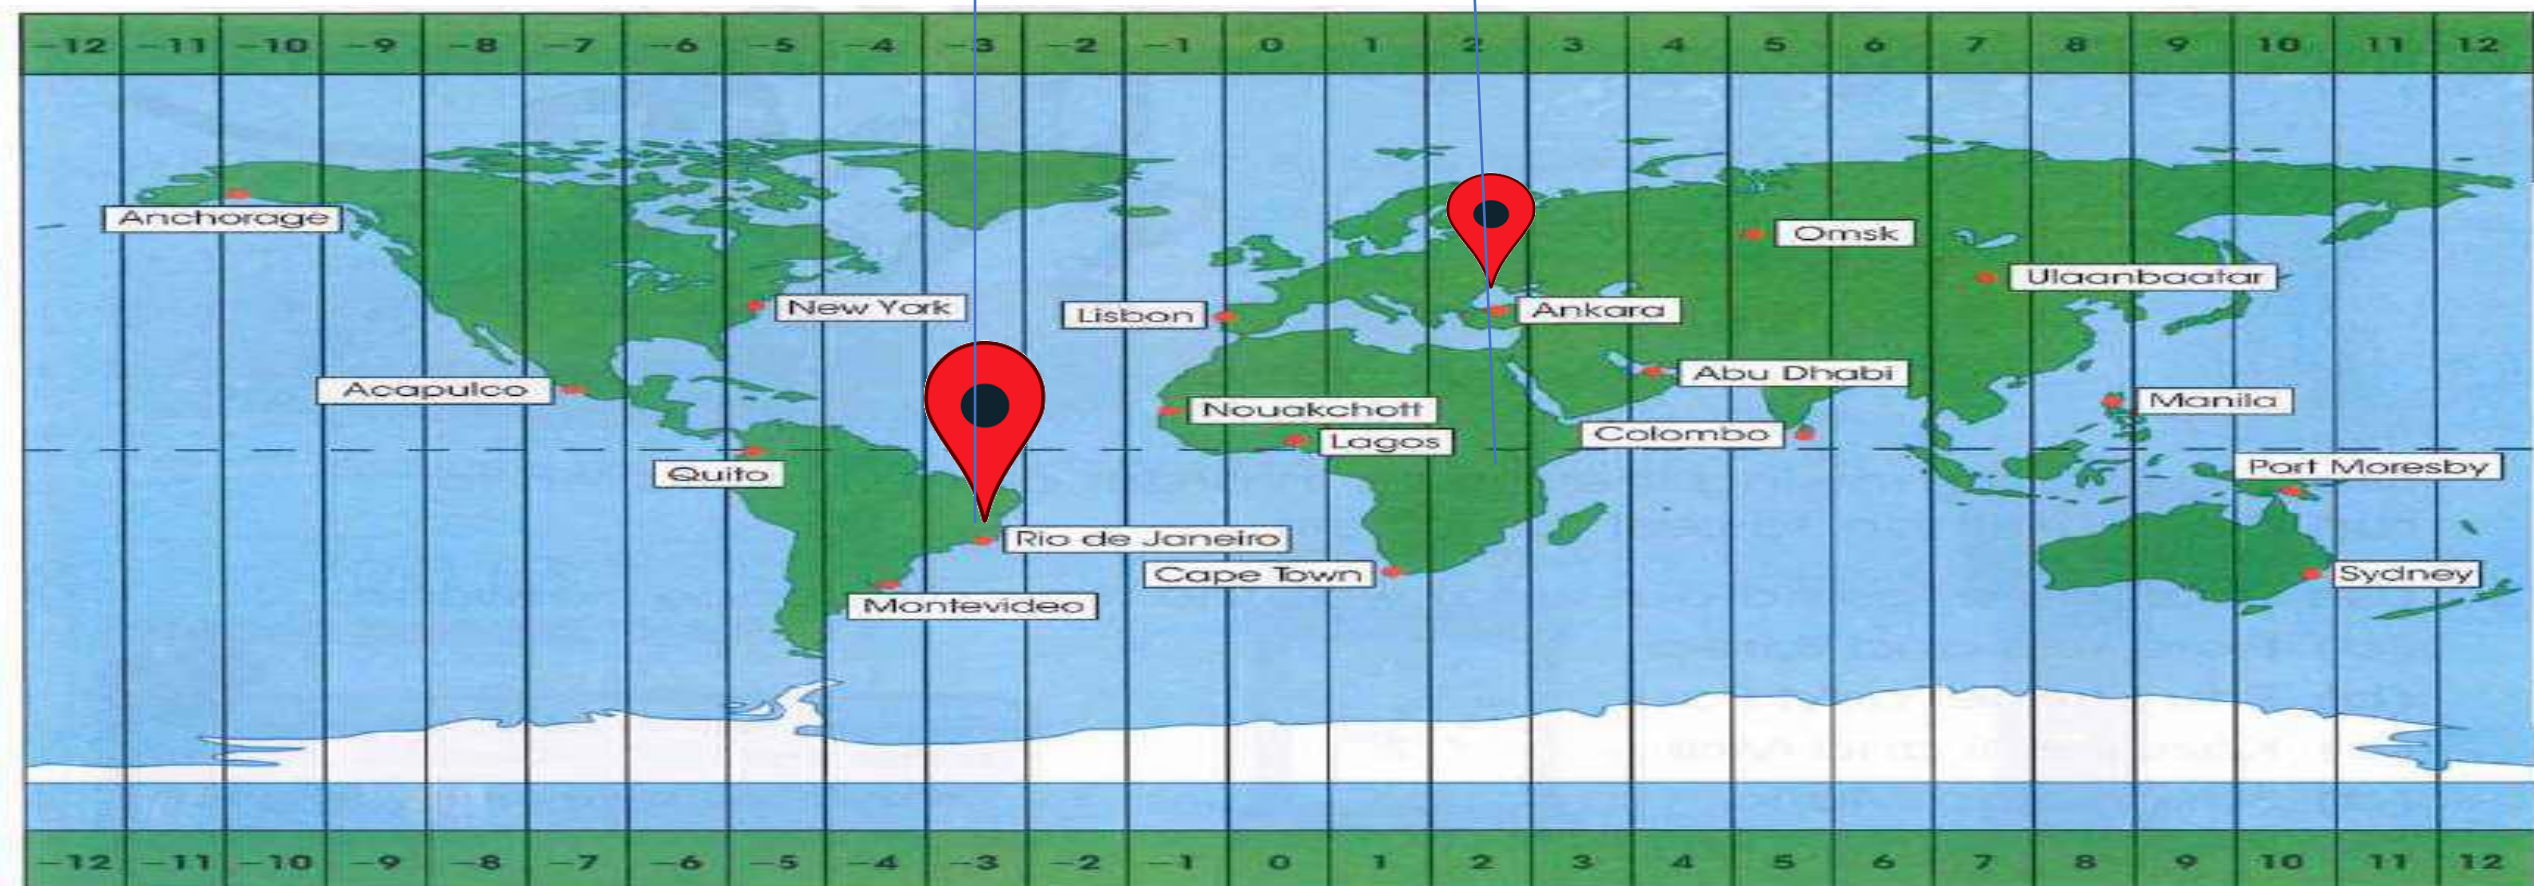 -12 -11 -10 -9 -8 -7 -6 -5 -4 -3 -2 -1 0 1 2 3 4 5 6 7 8 9 10 11 12
Anchorage
Omsk
Ulaanbaatar
New York
Lisbon
Ankara
Acapulco
Abu Dhabi
Nouakchott
Manila
Lagos
Colombo
Quito
Port Moresby
Rio de Janeiro
Cape Town
Sydney
Montevideo
-12 -11 -10 -9 -8 -7 -6 -5 -4 -3 -2 -1 0 1 2 3 4 5 6 7 8 9 10 11 12